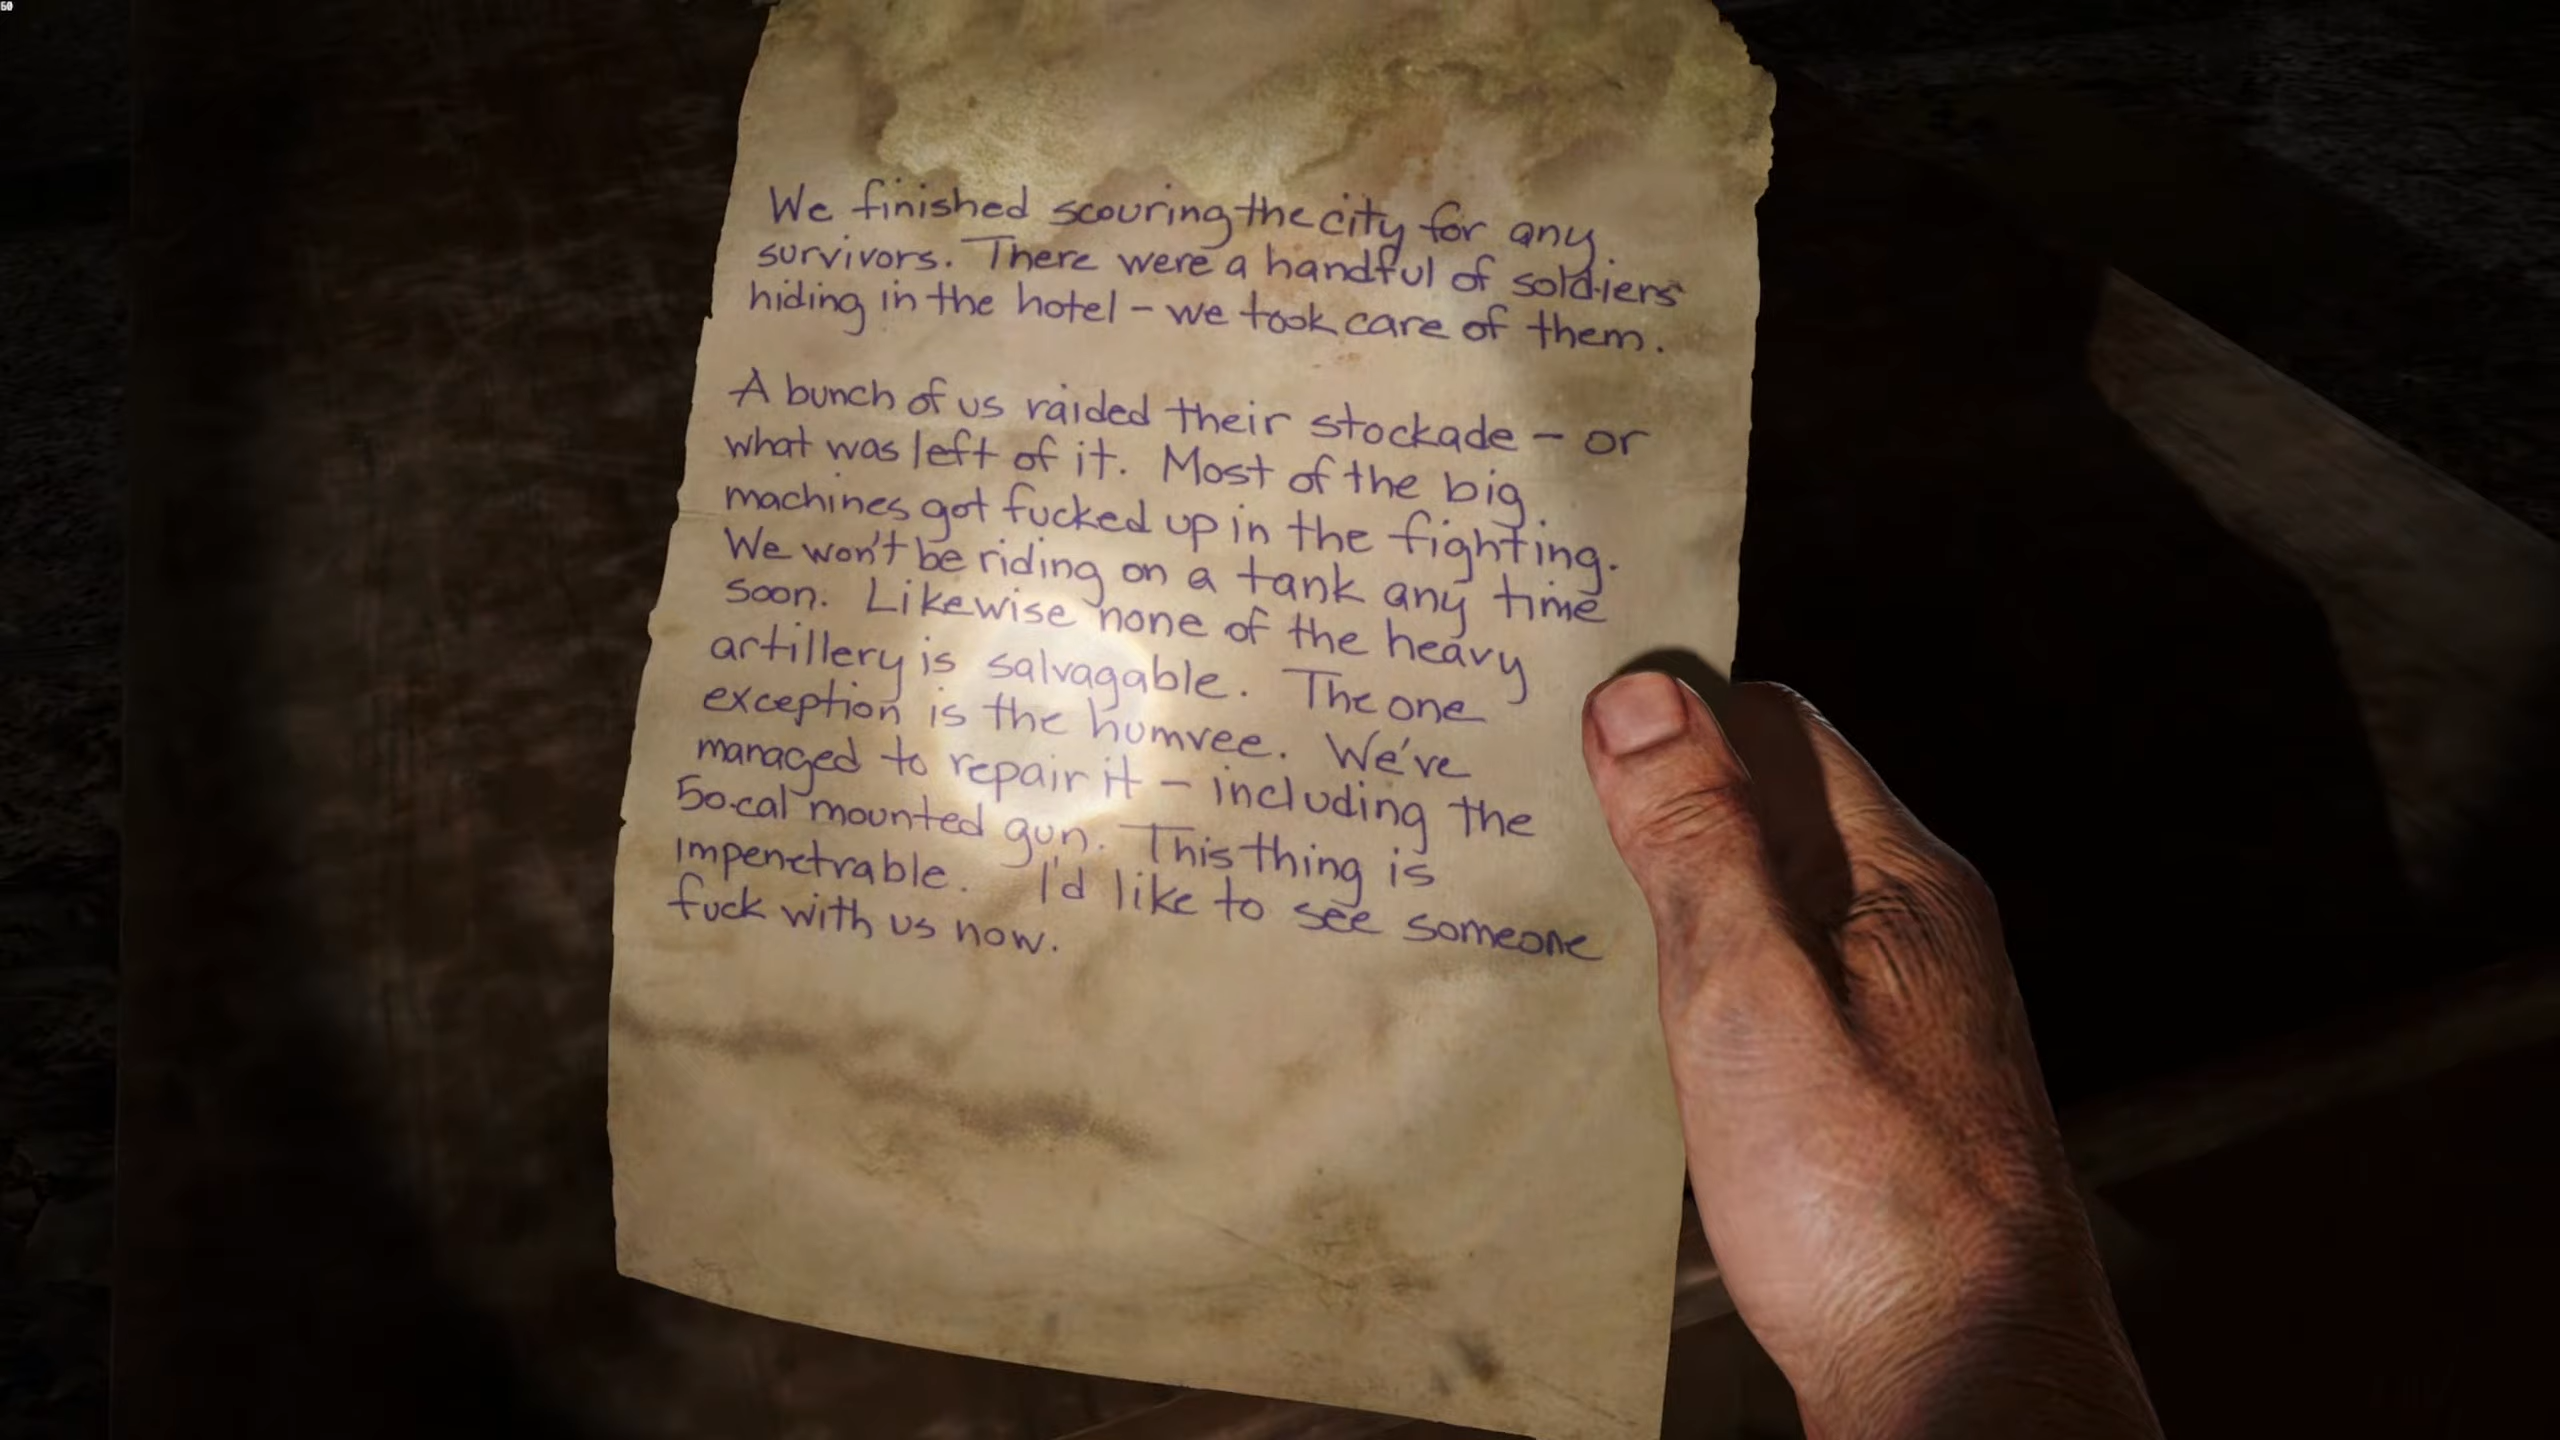 60
We finished scouring the city for any
survivors. There were a handful of soldiers
hiding in the hotel - we took care of them.
A bunch of us raided their stockade - or
what was left of it. Most of the big
machines got fucked up in the fighting.
We won't be riding on a tank any time
soon. Likewise none of the heavy
artillery is salvagable. The one
exception is the humvee. We've
managed to repair it - including the
50.cal mounted gun. This thing is
impenetrable. I'd like to see someone
fuck with us now.